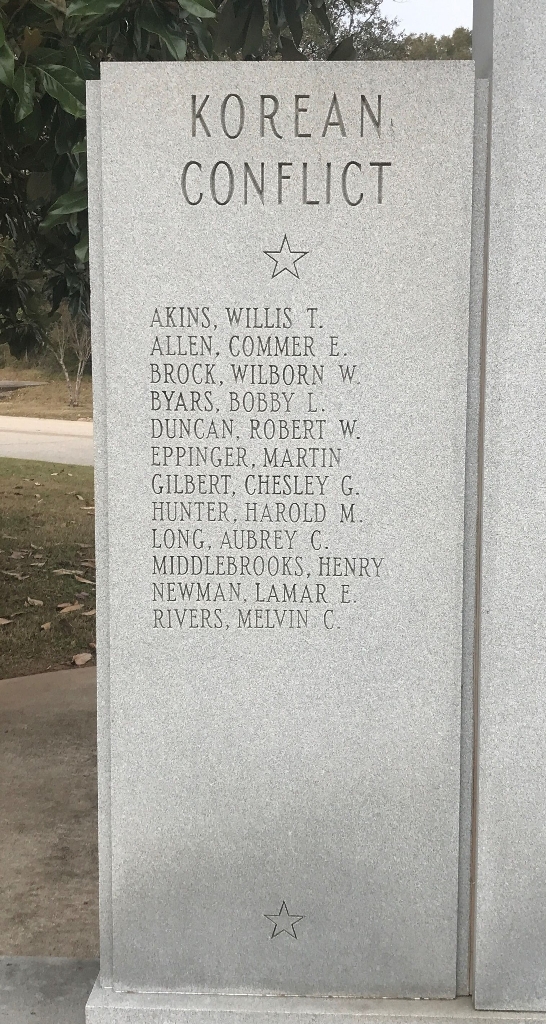 KOREAN
CONFLICT
AKINS, WILLIS T.
ALLEN, COMMER E.
BROCK, WILBORN W.
BYARS, BOBBY L.
DUNCAN, ROBERT W.
EPPINGER, MARTIN
GILBERT, CHESLEY G.
HUNTER, HAROLD M.
LONG, AUBREY C.
MIDDLEBROOKS, HENRY
NEWMAN, LAMAR E.
RIVERS, MELVIN C.